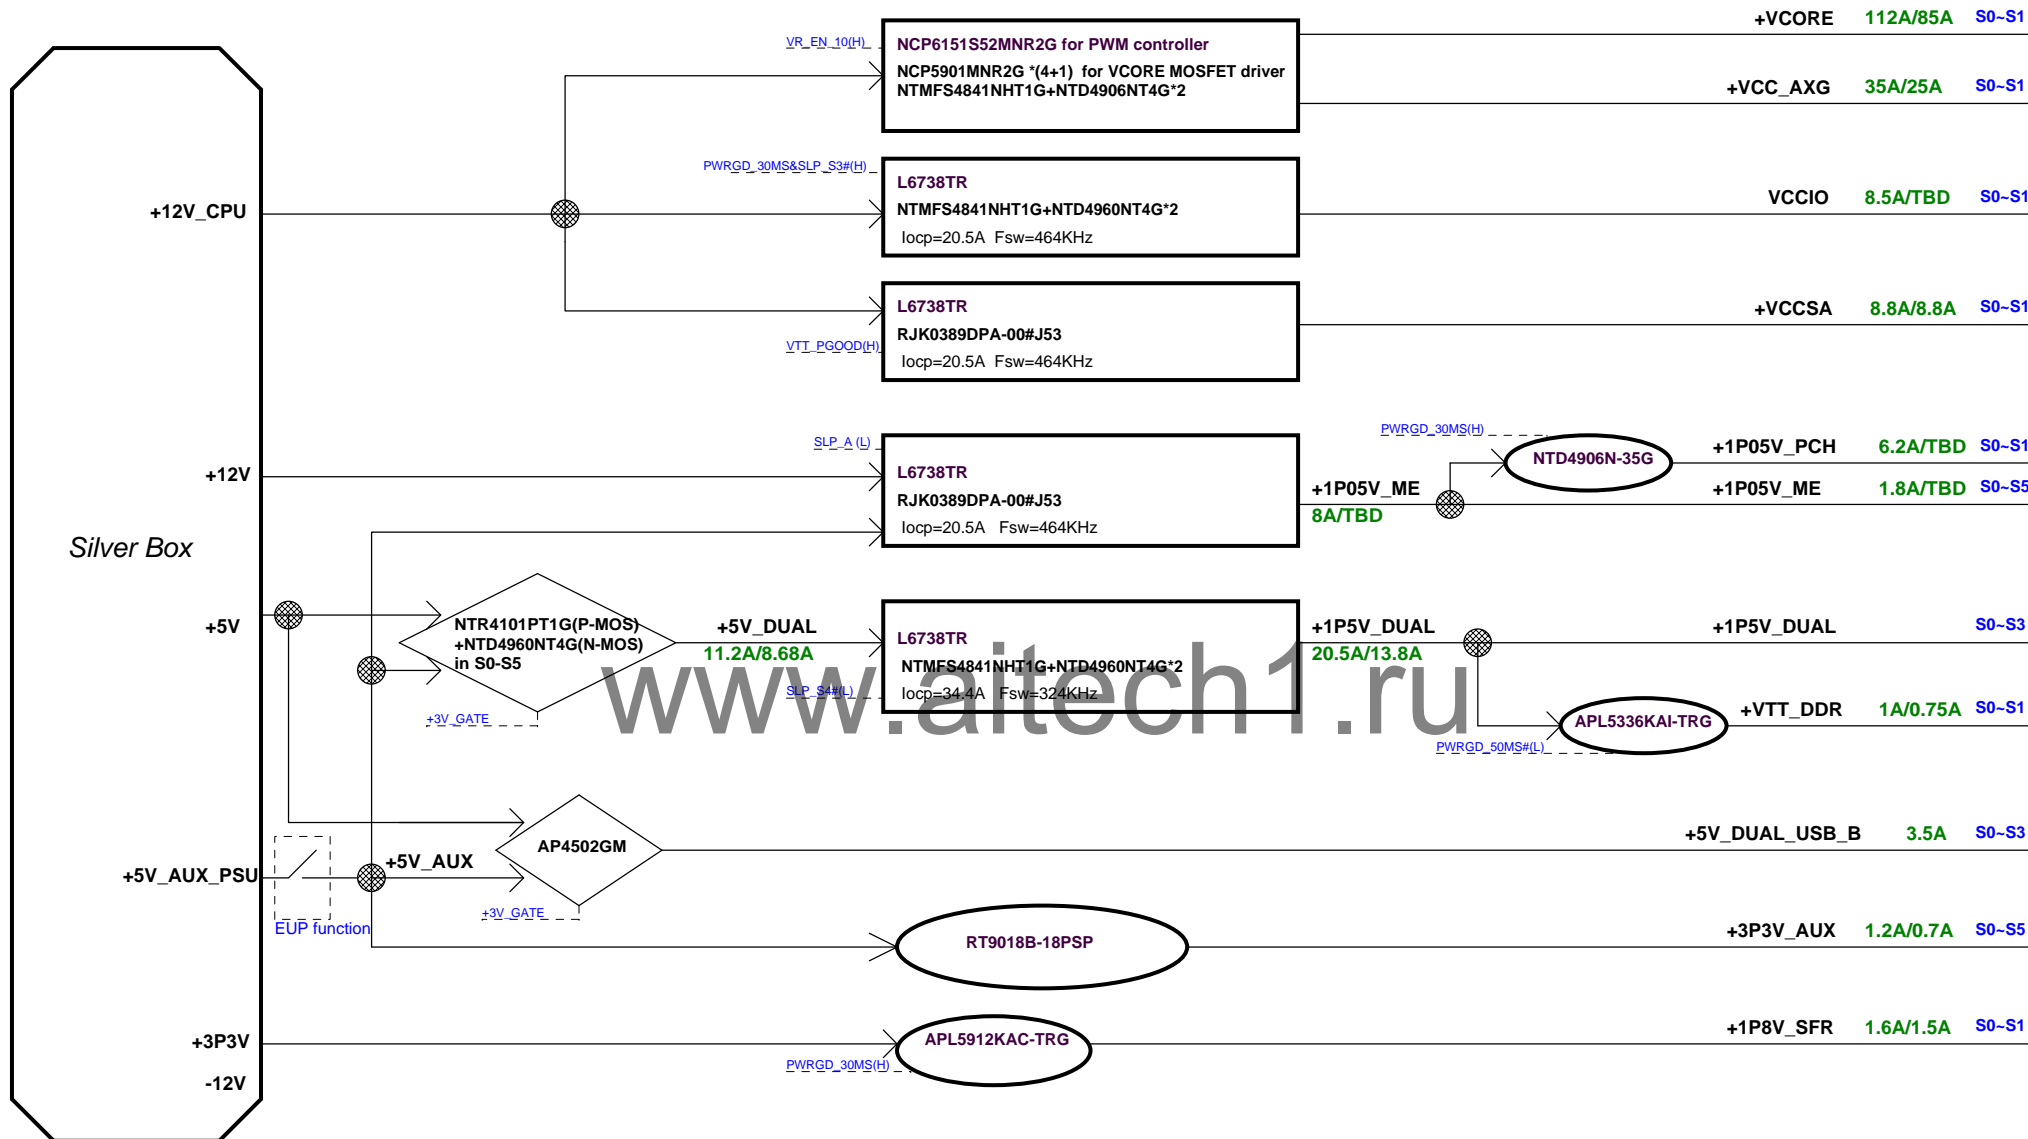 +VCORE 112A/85A S0~S1
VR_EN_10(H)
NCP6151S52MNR2G for PWM controller
NCP5901MNR2G *(4+1) for VCORE MOSFET driver
NTMFS4841NHT1G+NTD4906NT4G*2
+VCC_AXG 35A/25A S0~S1
PWRGD_30MS&SLP_S3#(H)
L6738TR
NTMFS4841NHT1G+NTD4960NT4G*2
Iocp=20.5A Fsw=464KHz
+12V_CPU
VCCIO 8.5A/TBD S0~S1
L6738TR
RJK0389DPA-00#J53
Iocp=20.5A Fsw=464KHz
VTT_PGOOD(H)
+VCCSA 8.8A/8.8A S0~S1
SLP_A (L)
+12V
L6738TR
RJK0389DPA-00#J53
Iocp=20.5A Fsw=464KHz
+1P05V_ME
8A/TBD
PWRGD_30MS(H)
NTD4906N-35G
+1P05V_PCH 6.2A/TBD S0~S1
+1P05V_ME 1.8A/TBD S0~S5
Silver Box
+5V
NTR4101PT1G(P-MOS)
+NTD4960NT4G(N-MOS)
in S0-S5
+3V_GATE
+5V_DUAL
11.2A/8.68A
SLP_S4#(L)
L6738TR
NTMFS4841NHT1G+NTD4960NT4G*2
Iocp=34.4A Fsw=324KHz
+1P5V_DUAL
20.5A/13.8A
+1P5V_DUAL S0~S3
APL5336KAI-TRG
PWRGD_50MS#(L)
+VTT_DDR 1A/0.75A S0~S1
www.aitech1.ru
AP4502GM
+3V_GATE
+5V_DUAL_USB_B 3.5A S0~S3
+5V_AUX_PSU
+5V_AUX
EUP function
RT9018B-18PSP
+3P3V_AUX 1.2A/0.7A S0~S5
+3P3V
APL5912KAC-TRG
PWRGD_30MS(H)
+1P8V_SFR 1.6A/1.5A S0~S1
-12V